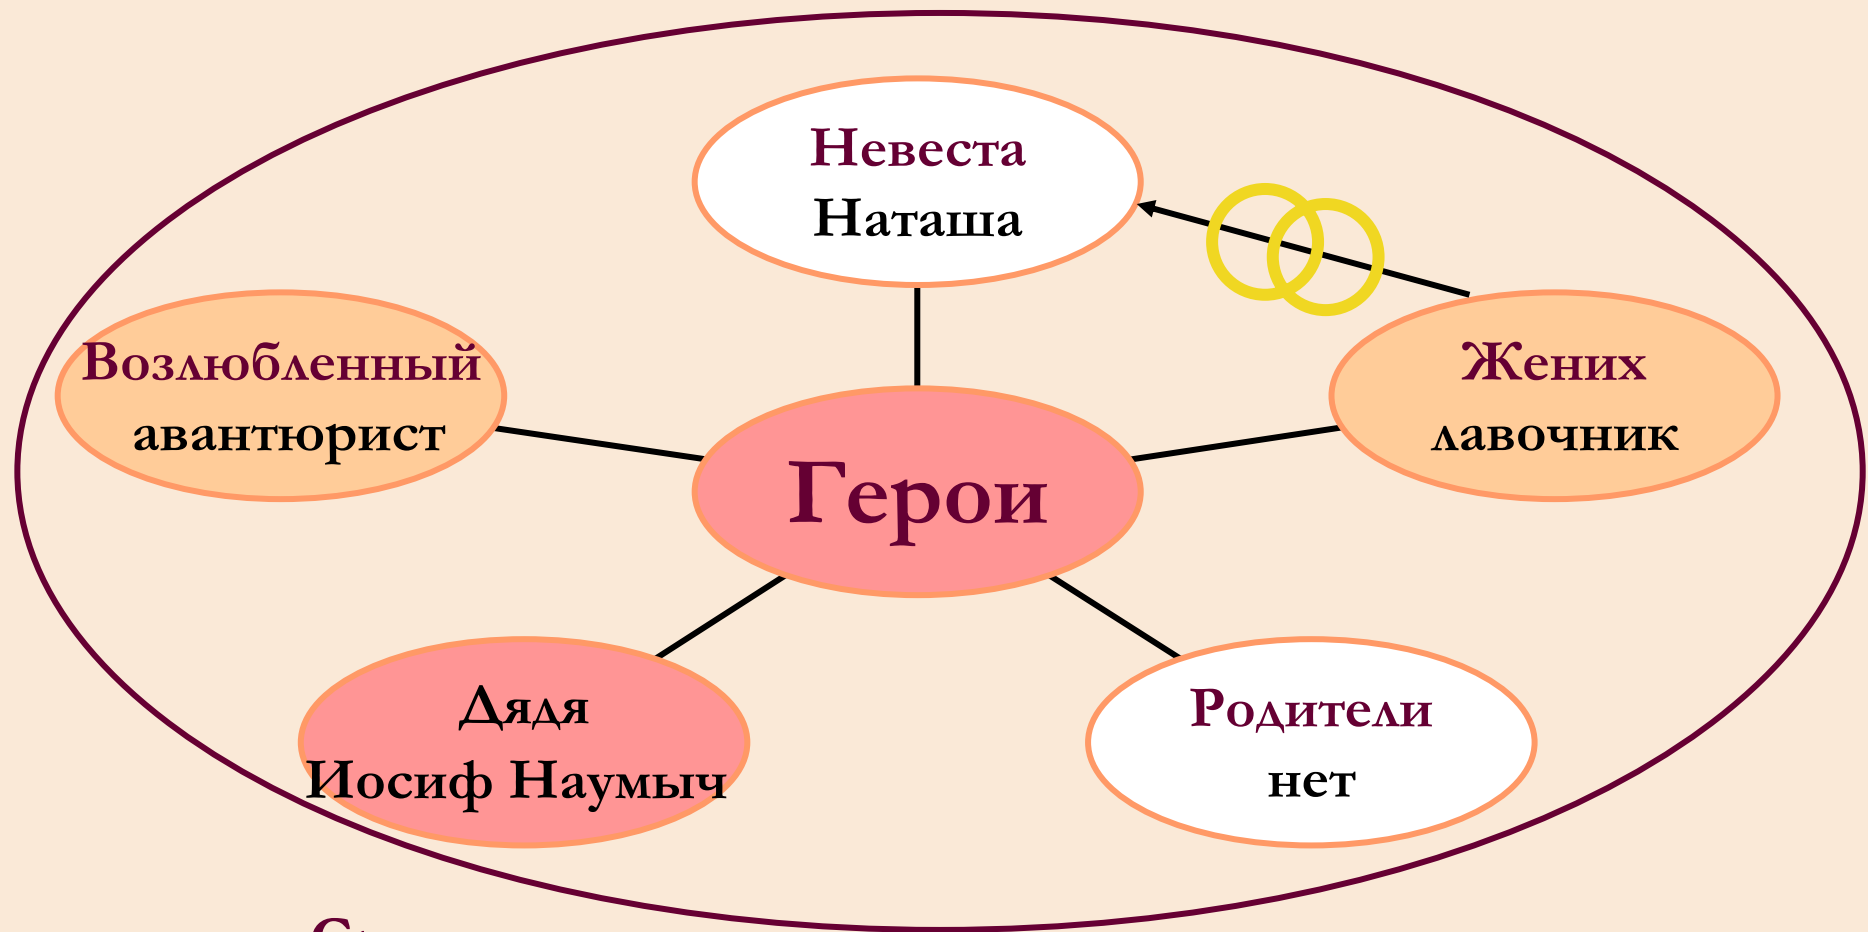 Невеста
Наташа
Возлюбленный
авантюрист
Жених
лавочник
Герои
Дядя
Иосиф Наумыч
Родители
нет